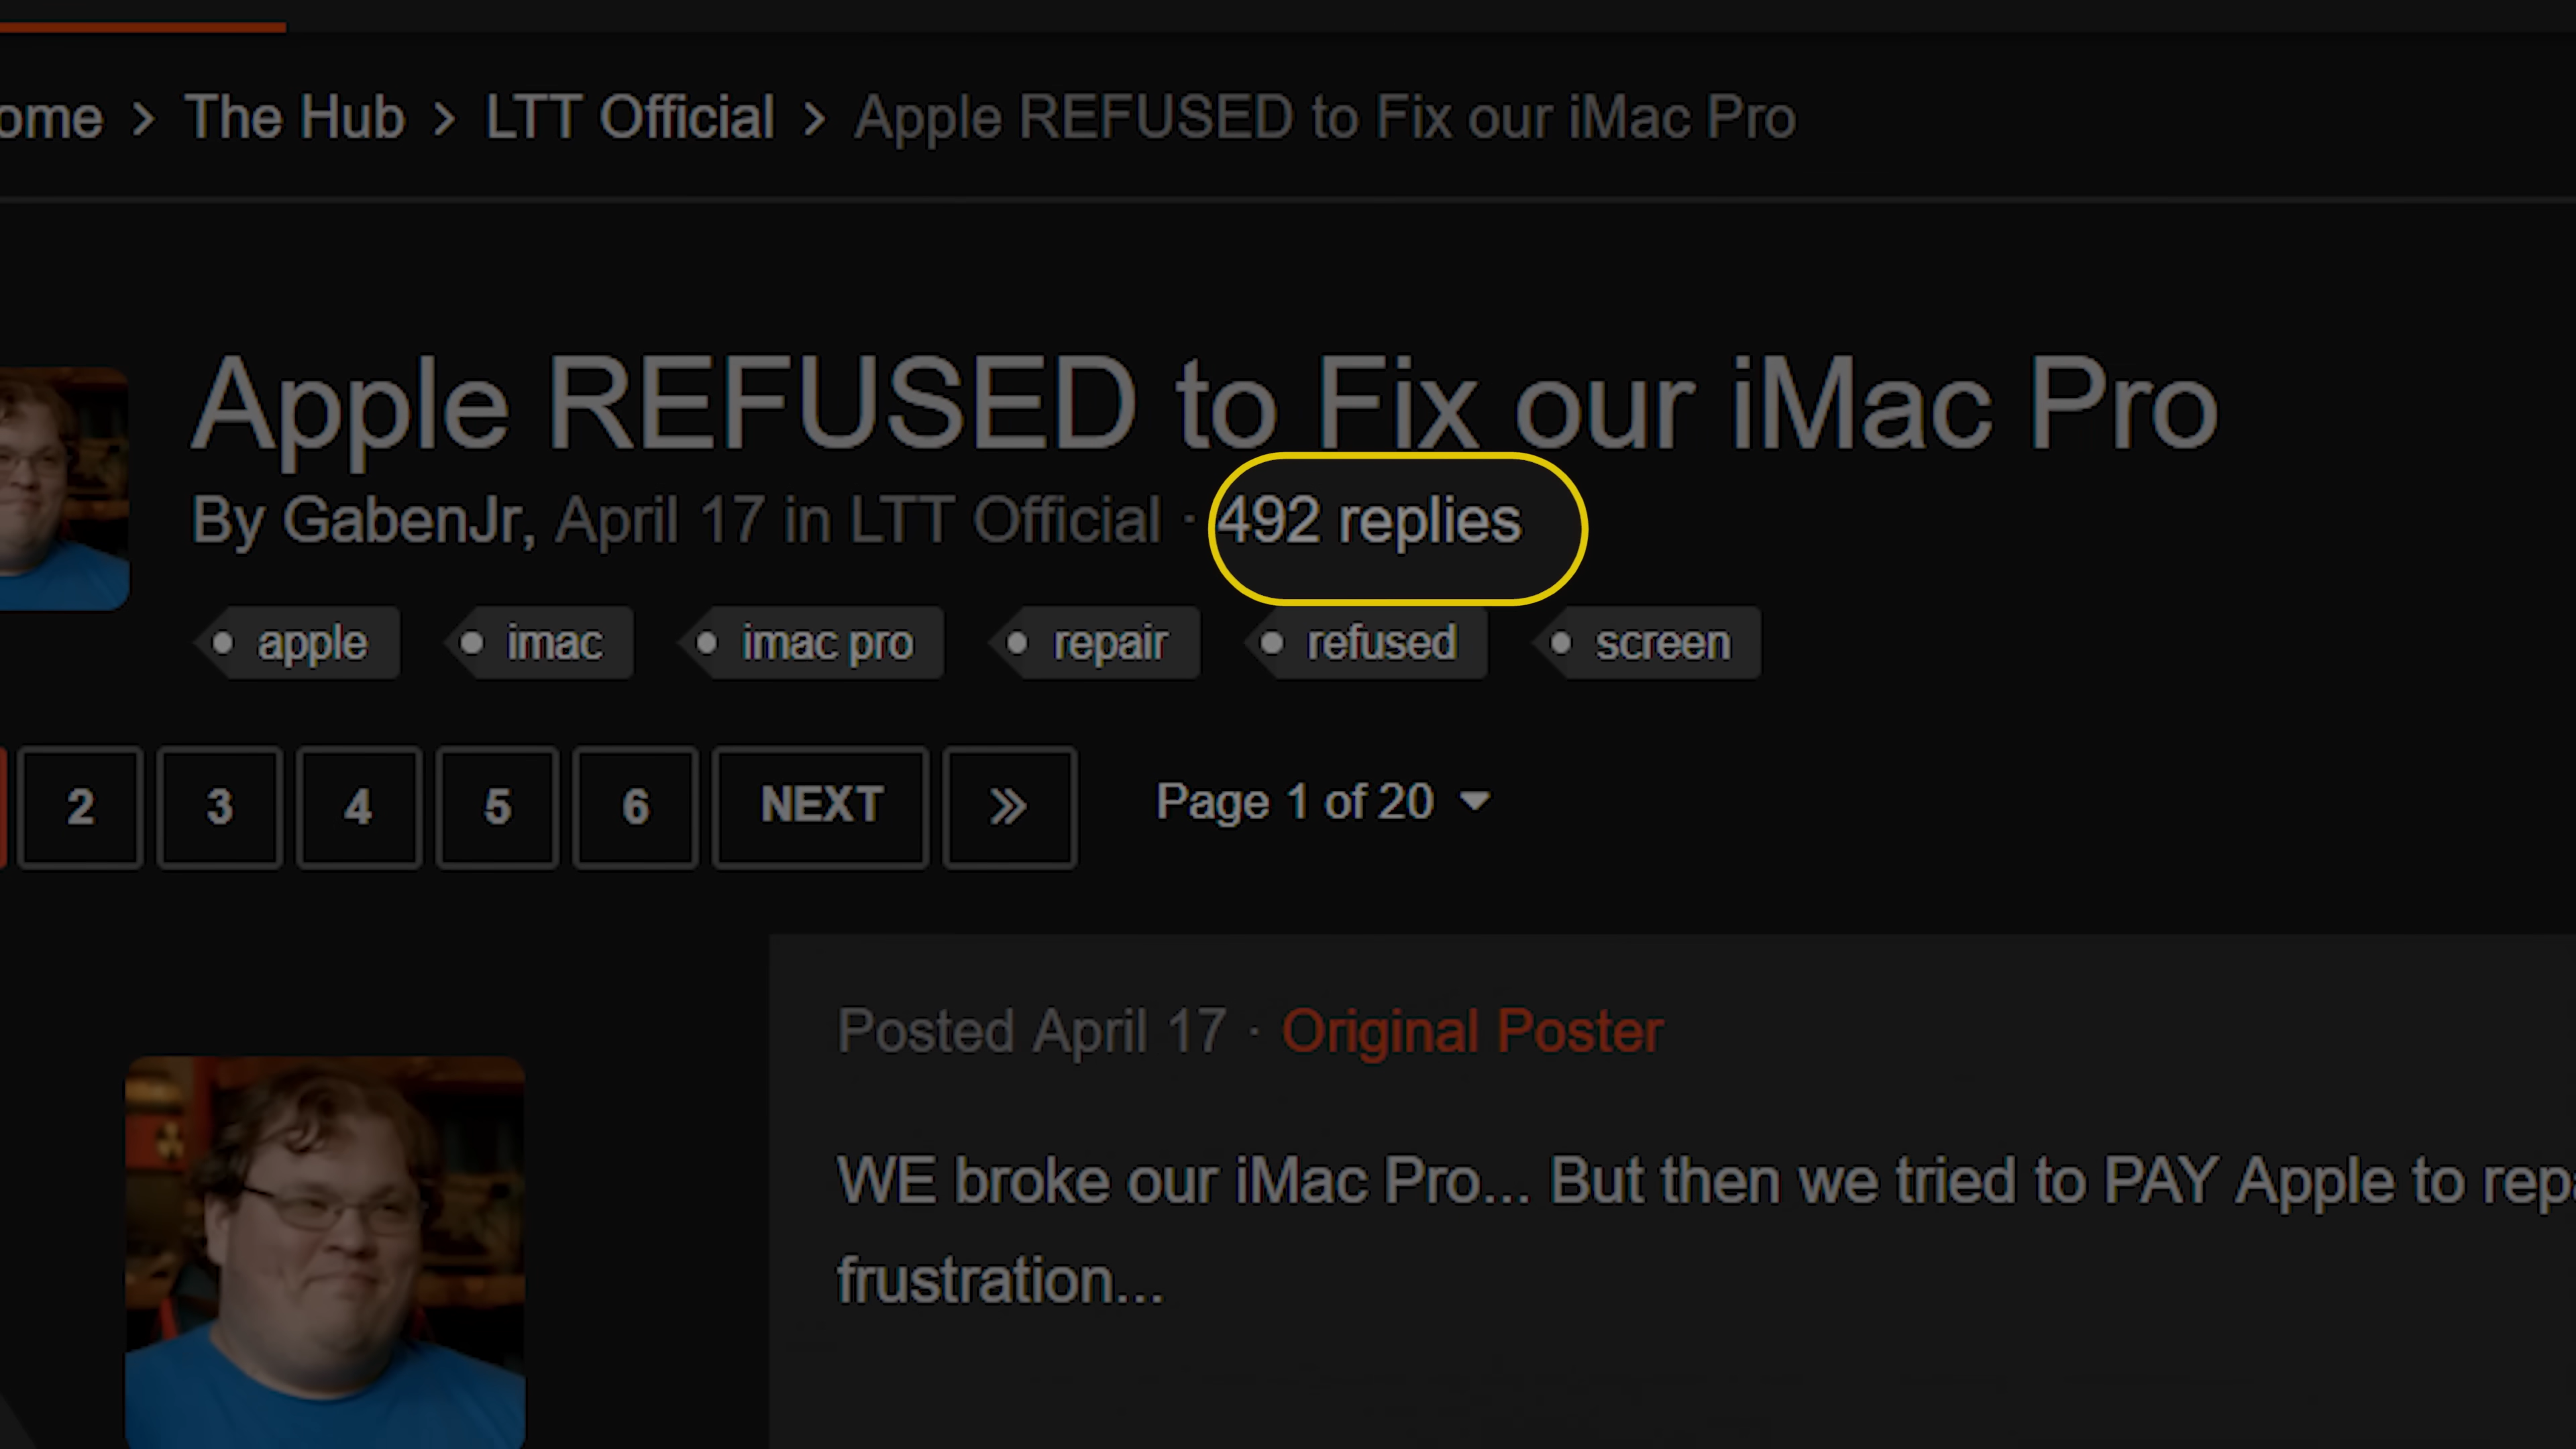 ome > The Hub > LTT Official > Apple REFUSED to Fix our iMac Pro
Apple REFUSED to Fix our iMac Pro
By GabenJr, April 17 in LTT Official · 492 replies
apple imac imac pro repair refused screen
2 3 4 5 6 NEXT » Page 1 of 20
Posted April 17 · Original Poster
WE broke our iMac Pro... But then we tried to PAY Apple to rep
frustration...